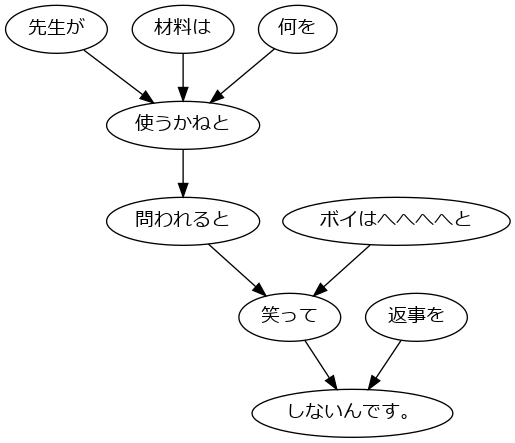 先生が 材料は 何を
使うかねと
問われると ボイはへへへへと
笑って 返事を
しないんです。